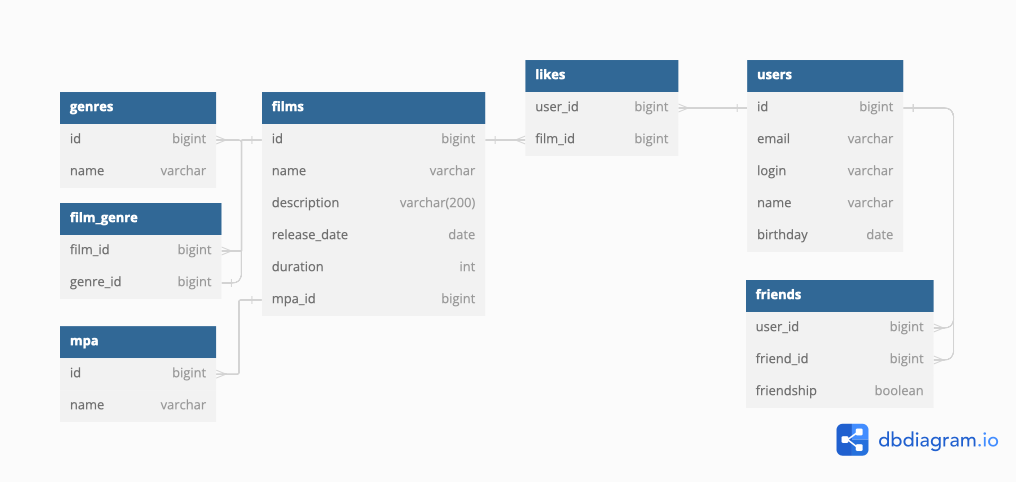 genres
id bigint
name varchar
film_genre
film_id bigint
genre_id bigint
mpa
id bigint
name varchar
films
id bigint
name varchar
description varchar(200)
release_date date
duration int
mpa_id bigint
likes
user_id bigint
film_id bigint
users
id bigint
email varchar
login varchar
name varchar
birthday date
friends
user_id bigint
friend_id bigint
friendship boolean
dbdiagram.io